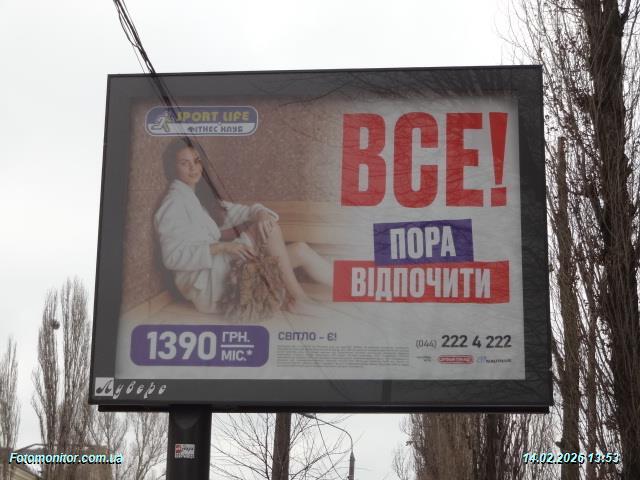 SPORT LIFE
ФІТНЕС КЛУБ
ВСЕ!
ПОРА
ВІДПОЧИТИ
1390 ГРН.
МІС.*
СВІТЛО – Є!
(044) 222 4 222
Лувере
Fotomonitor.com.ua
14.02.2026 13:53